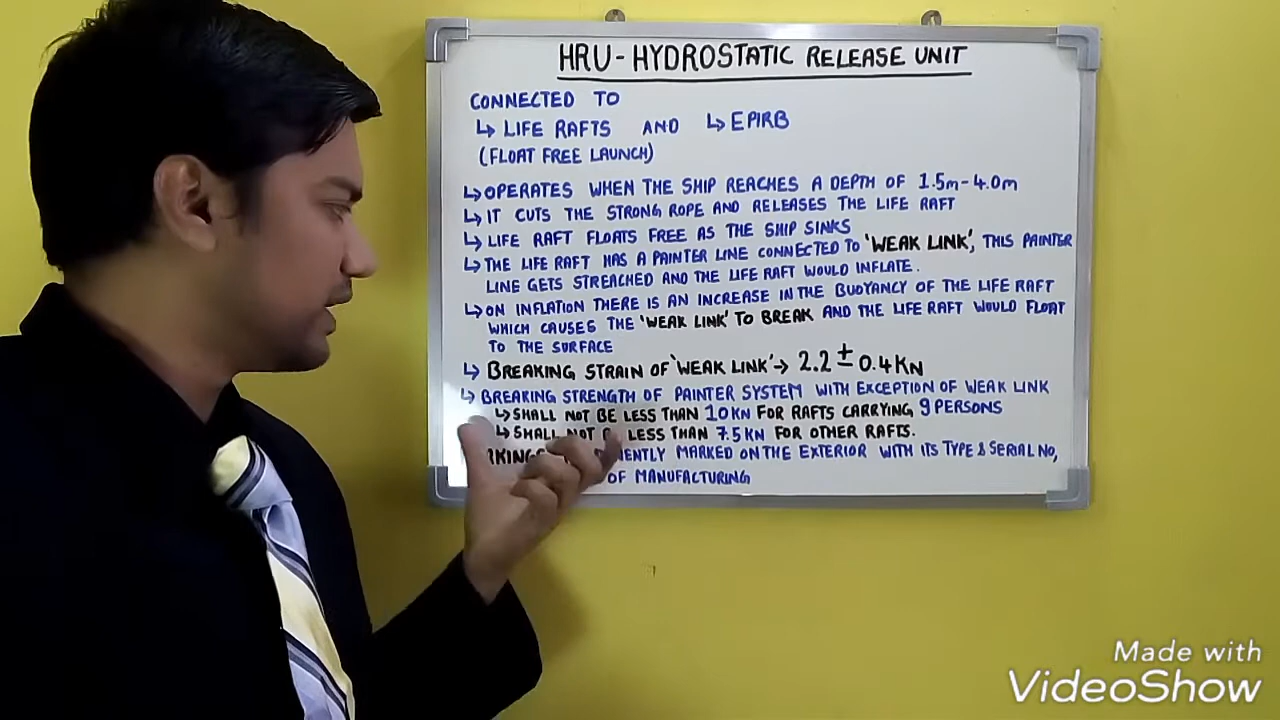 HRU - HYDROSTATIC RELEASE UNIT
CONNECTED TO
↳ LIFE RAFTS AND ↳ EPIRB
(FLOAT FREE LAUNCH)
↳ OPERATES WHEN THE SHIP REACHES A DEPTH OF 1.5m - 4.0m
↳ IT CUTS THE STRONG ROPE AND RELEASES THE LIFE RAFT
↳ LIFE RAFT FLOATS FREE AS THE SHIP SINKS
↳ THE LIFE RAFT HAS A PAINTER LINE CONNECTED TO 'WEAK LINK', THIS PAINTER
LINE GETS STREACHED AND THE LIFE RAFT WOULD INFLATE.
↳ ON INFLATION THERE IS AN INCREASE IN THE BUOYANCY OF THE LIFE RAFT
WHICH CAUSES THE 'WEAK LINK' TO BREAK AND THE LIFE RAFT WOULD FLOAT
TO THE SURFACE
↳ BREAKING STRAIN OF 'WEAK LINK' → 2.2 ± 0.4KN
↳ BREAKING STRENGTH OF PAINTER SYSTEM WITH EXCEPTION OF WEAK LINK
↳ SHALL NOT BE LESS THAN 10KN FOR RAFTS CARRYING 9 PERSONS
↳ SHALL NOT LESS THAN 7.5KN FOR OTHER RAFTS.
MARKED ON THE EXTERIOR WITH ITS TYPE & SERIAL NO,
OF MANUFACTURING
Made with
VideoShow